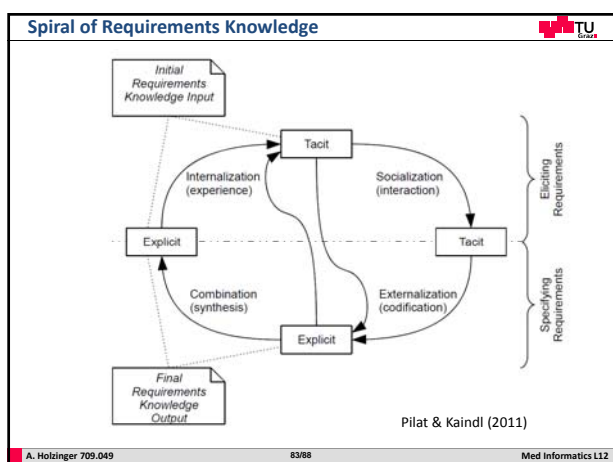 Spiral of Requirements Knowledge
TU
Graz
Initial
Requirements
Knowledge Input
Tacit
Internalization
(experience)
Socialization
(interaction)
Eliciting
Requirements
Explicit
Tacit
Combination
(synthesis)
Externalization
(codification)
Specifying
Requirements
Explicit
Final
Requirements
Knowledge
Output
Pilat & Kaindl (2011)
A. Holzinger 709.049
83/88
Med Informatics L12